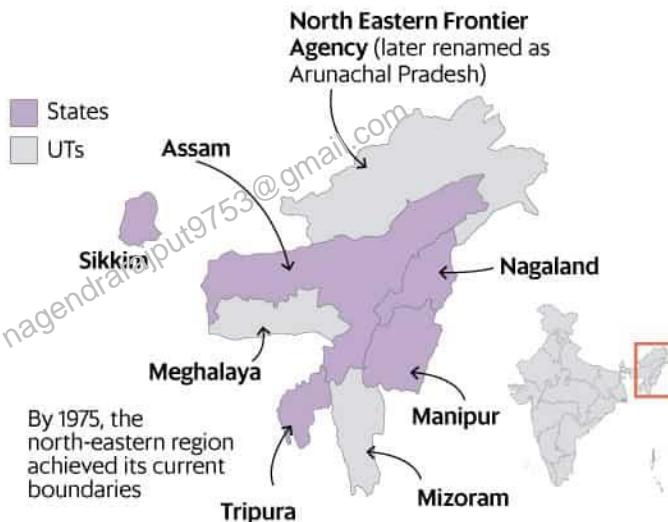 North Eastern Frontier
Agency (later renamed as
Arunachal Pradesh)
States
UTs
Assam
Sikkim
Nagaland
Meghalaya
Manipur
By 1975, the
north-eastern region
achieved its current
boundaries
Tripura
Mizoram
nagendrarajput9753@gmail.com